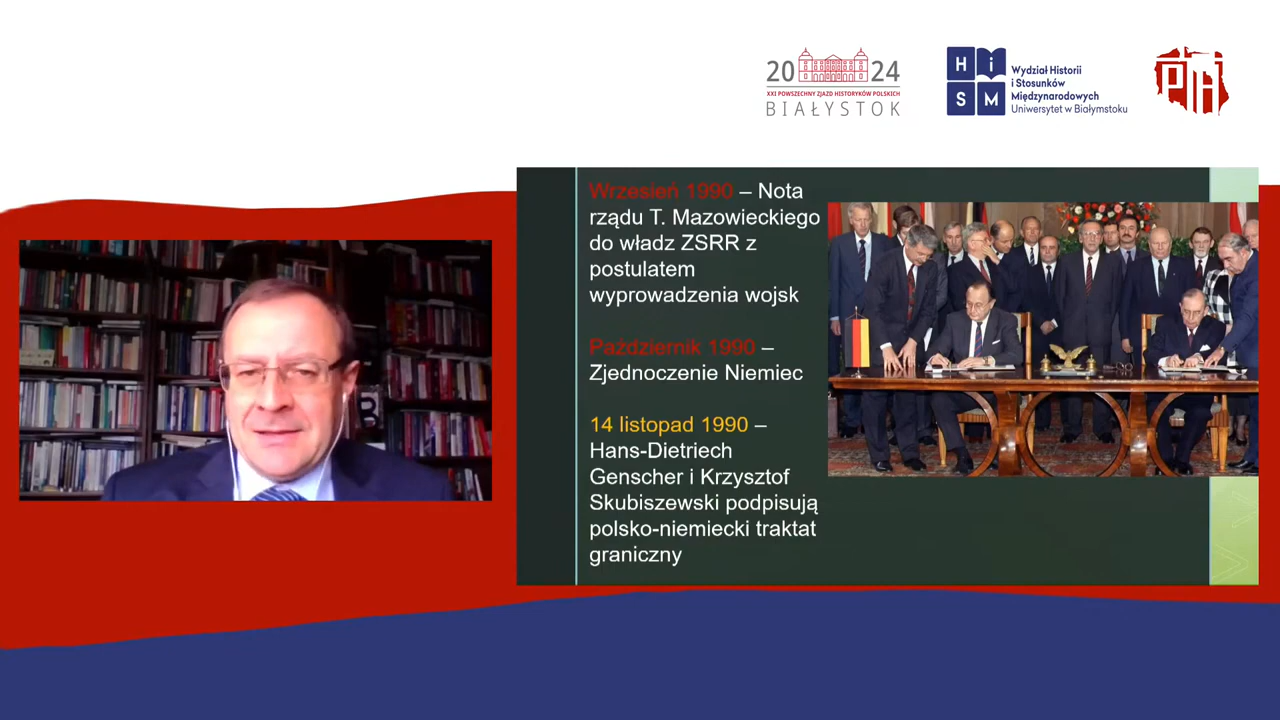 20 24
XXI POWSZECHNY ZJAZD HISTORYKÓW POLSKICH
BIAŁYSTOK
H i
S M
Wydział Historii
i Stosunków
Międzynarodowych
Uniwersytet w Białymstoku
PTH
Wrzesień 1990 – Nota
rządu T. Mazowieckiego
do władz ZSRR z
postulatem
wyprowadzenia wojsk
Październik 1990 –
Zjednoczenie Niemiec
14 listopad 1990 –
Hans-Dietriech
Genscher i Krzysztof
Skubiszewski podpisują
polsko-niemiecki traktat
graniczny